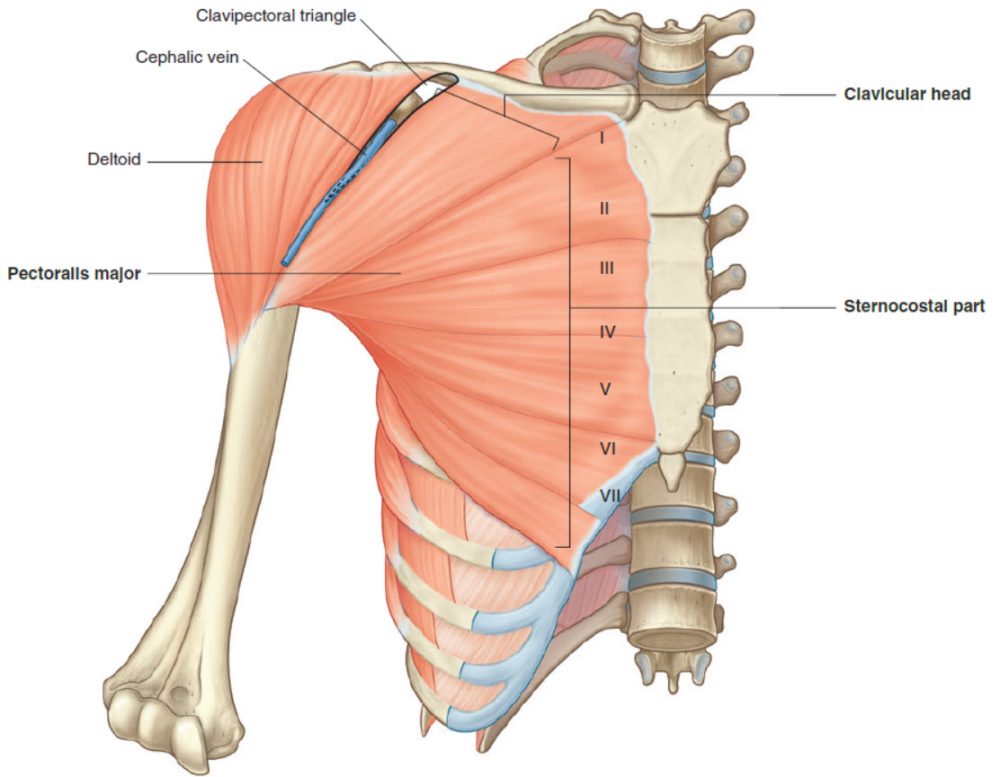 Clavipectoral triangle
Cephalic vein
Clavicular head
I
Deltoid
II
III
Pectoralis major
Sternocostal part
IV
V
VI
VII